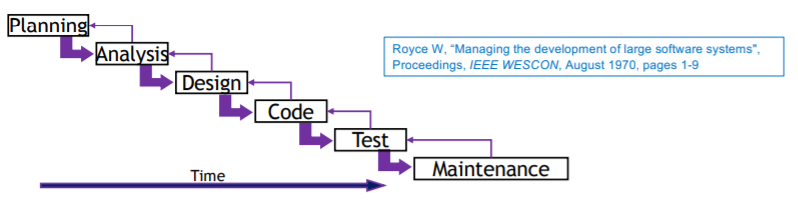 Planning
Analysis
Design
Code
Test
Maintenance
Time
Royce W, “Managing the development of large software systems",
Proceedings, IEEE WESCON, August 1970, pages 1-9